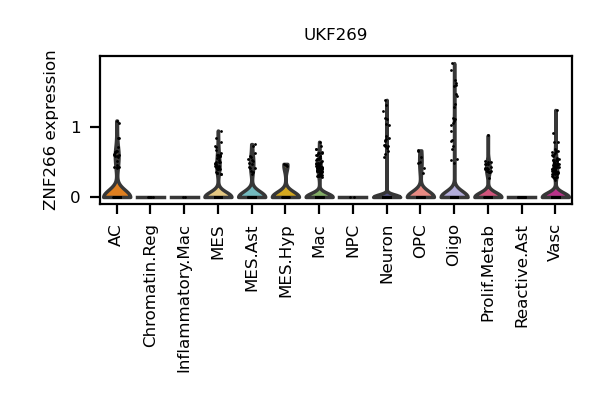 UKF269
ZNF266 expression
1
0
AC
Chromatin.Reg
Inflammatory.Mac
MES
MES.Ast
MES.Hyp
Mac
NPC
Neuron
OPC
Oligo
Prolif.Metab
Reactive.Ast
Vasc